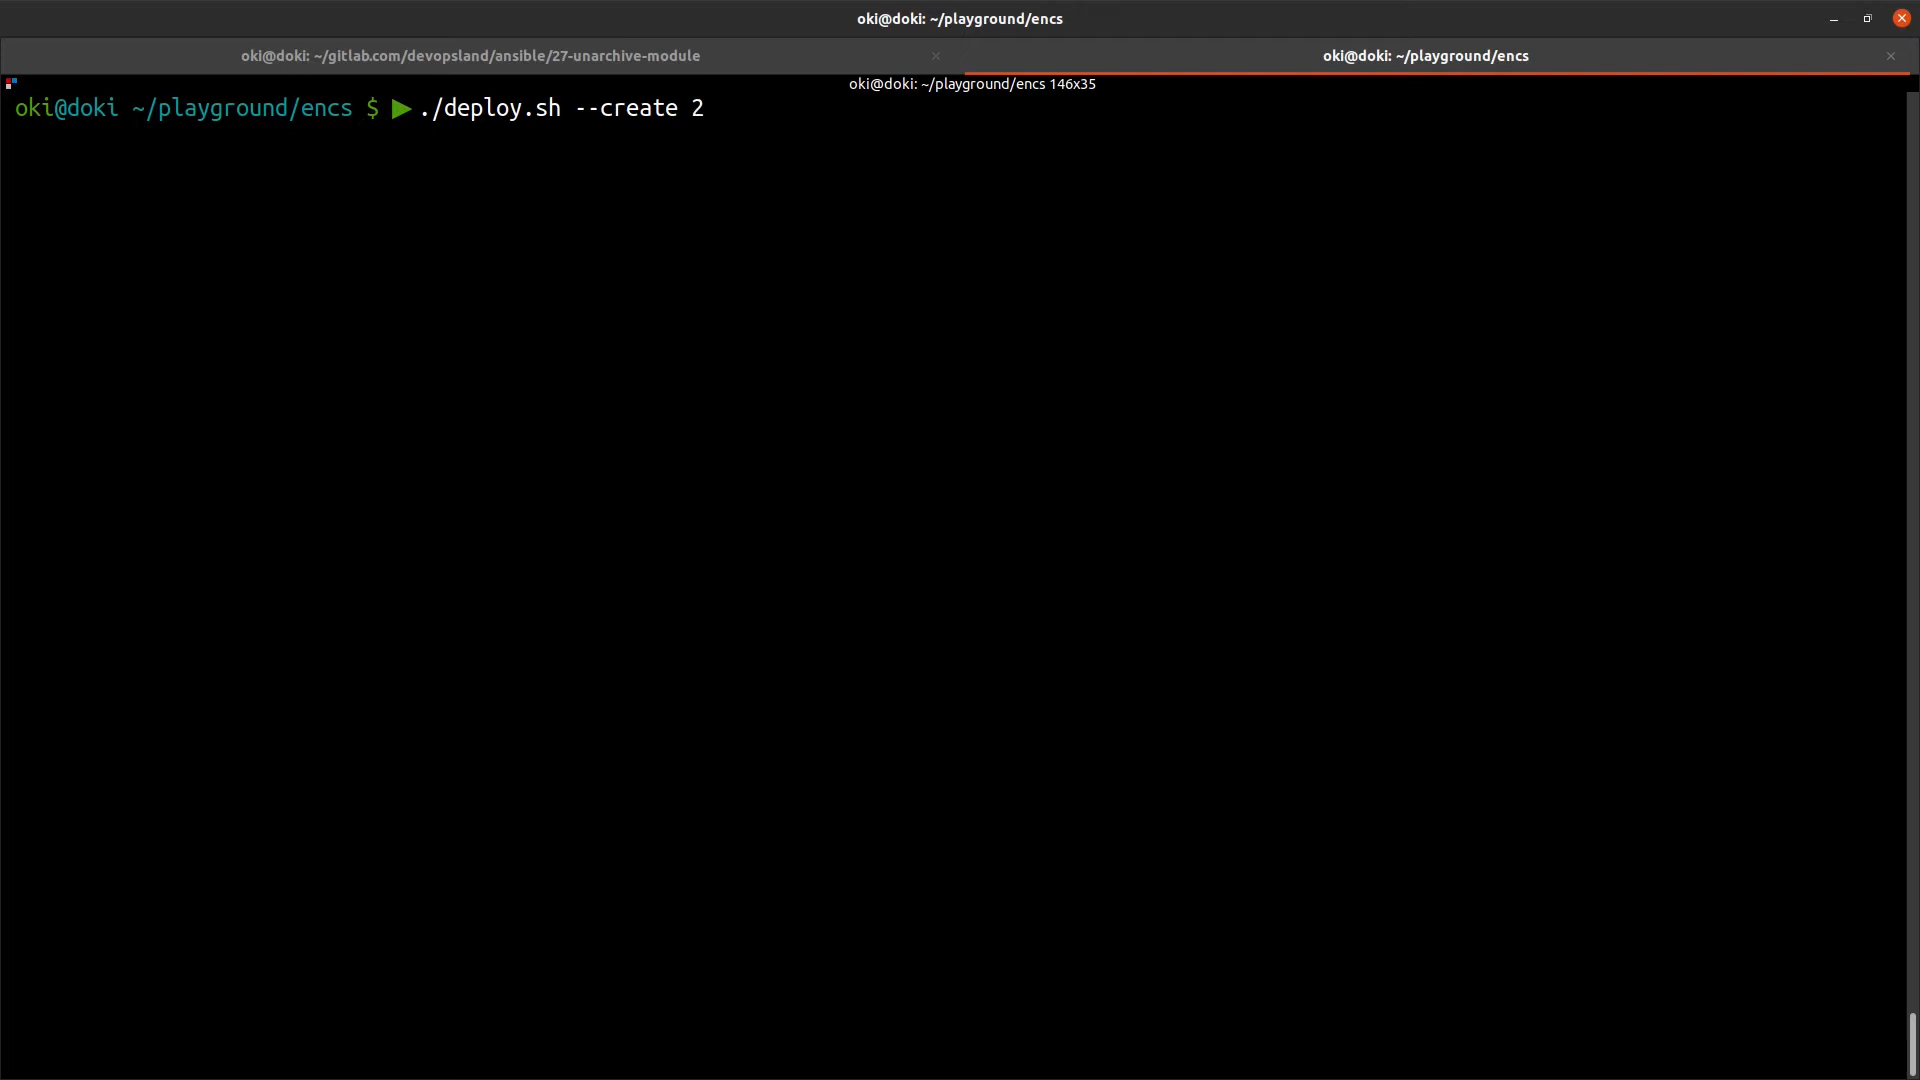 oki@doki: ~/playground/encs
oki@doki: ~/gitlab.com/devopsland/ansible/27-unarchive-module
oki@doki: ~/playground/encs
oki@doki: ~/playground/encs 146x35
oki@doki ~/playground/encs $ ▶ ./deploy.sh --create 2